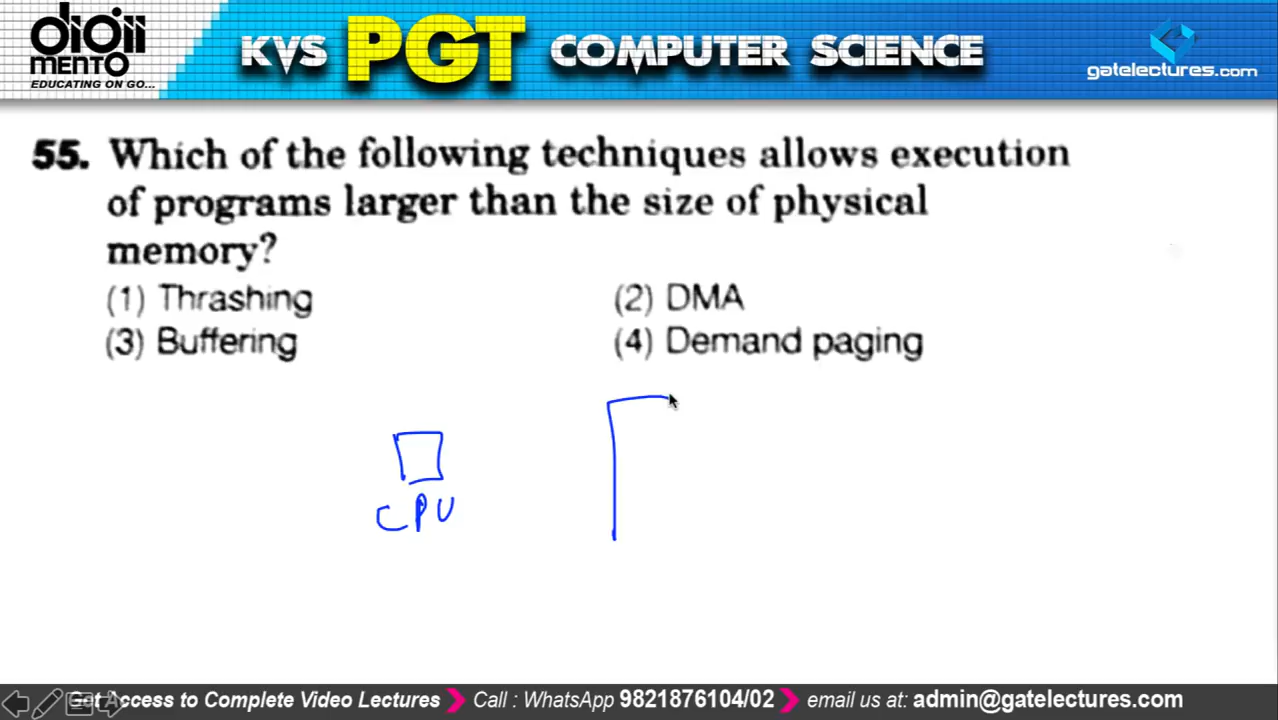 digii
MENTO
EDUCATING ON GO...
KVS PGT COMPUTER SCIENCE
gatelectures.com
55. Which of the following techniques allows execution
of programs larger than the size of physical
memory?
(1) Thrashing (2) DMA
(3) Buffering (4) Demand paging
CPU
Get Access to Complete Video Lectures Call : WhatsApp 9821876104/02 email us at: admin@gatelectures.com